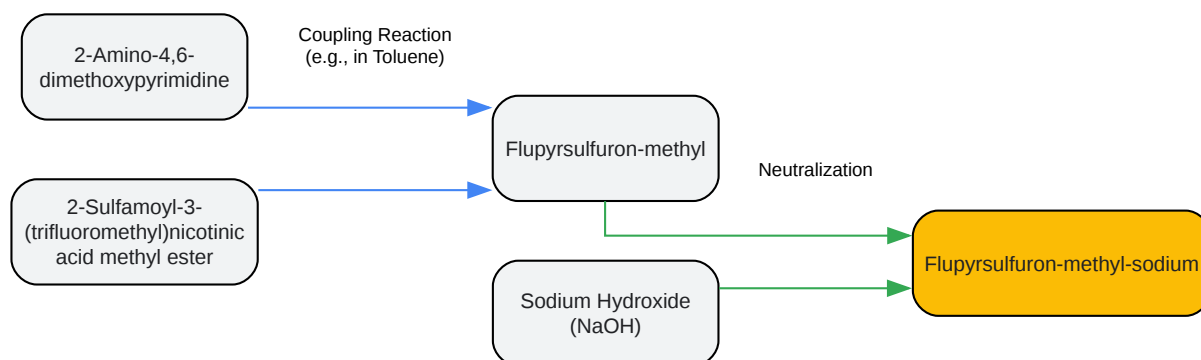 2-Amino-4,6-
dimethoxypyrimidine
Coupling Reaction
(e.g., in Toluene)
2-Sulfamoyl-3-
(trifluoromethyl)nicotinic
acid methyl ester
Flupyrsulfuron-methyl
Neutralization
Sodium Hydroxide
(NaOH)
Flupyrsulfuron-methyl-sodium